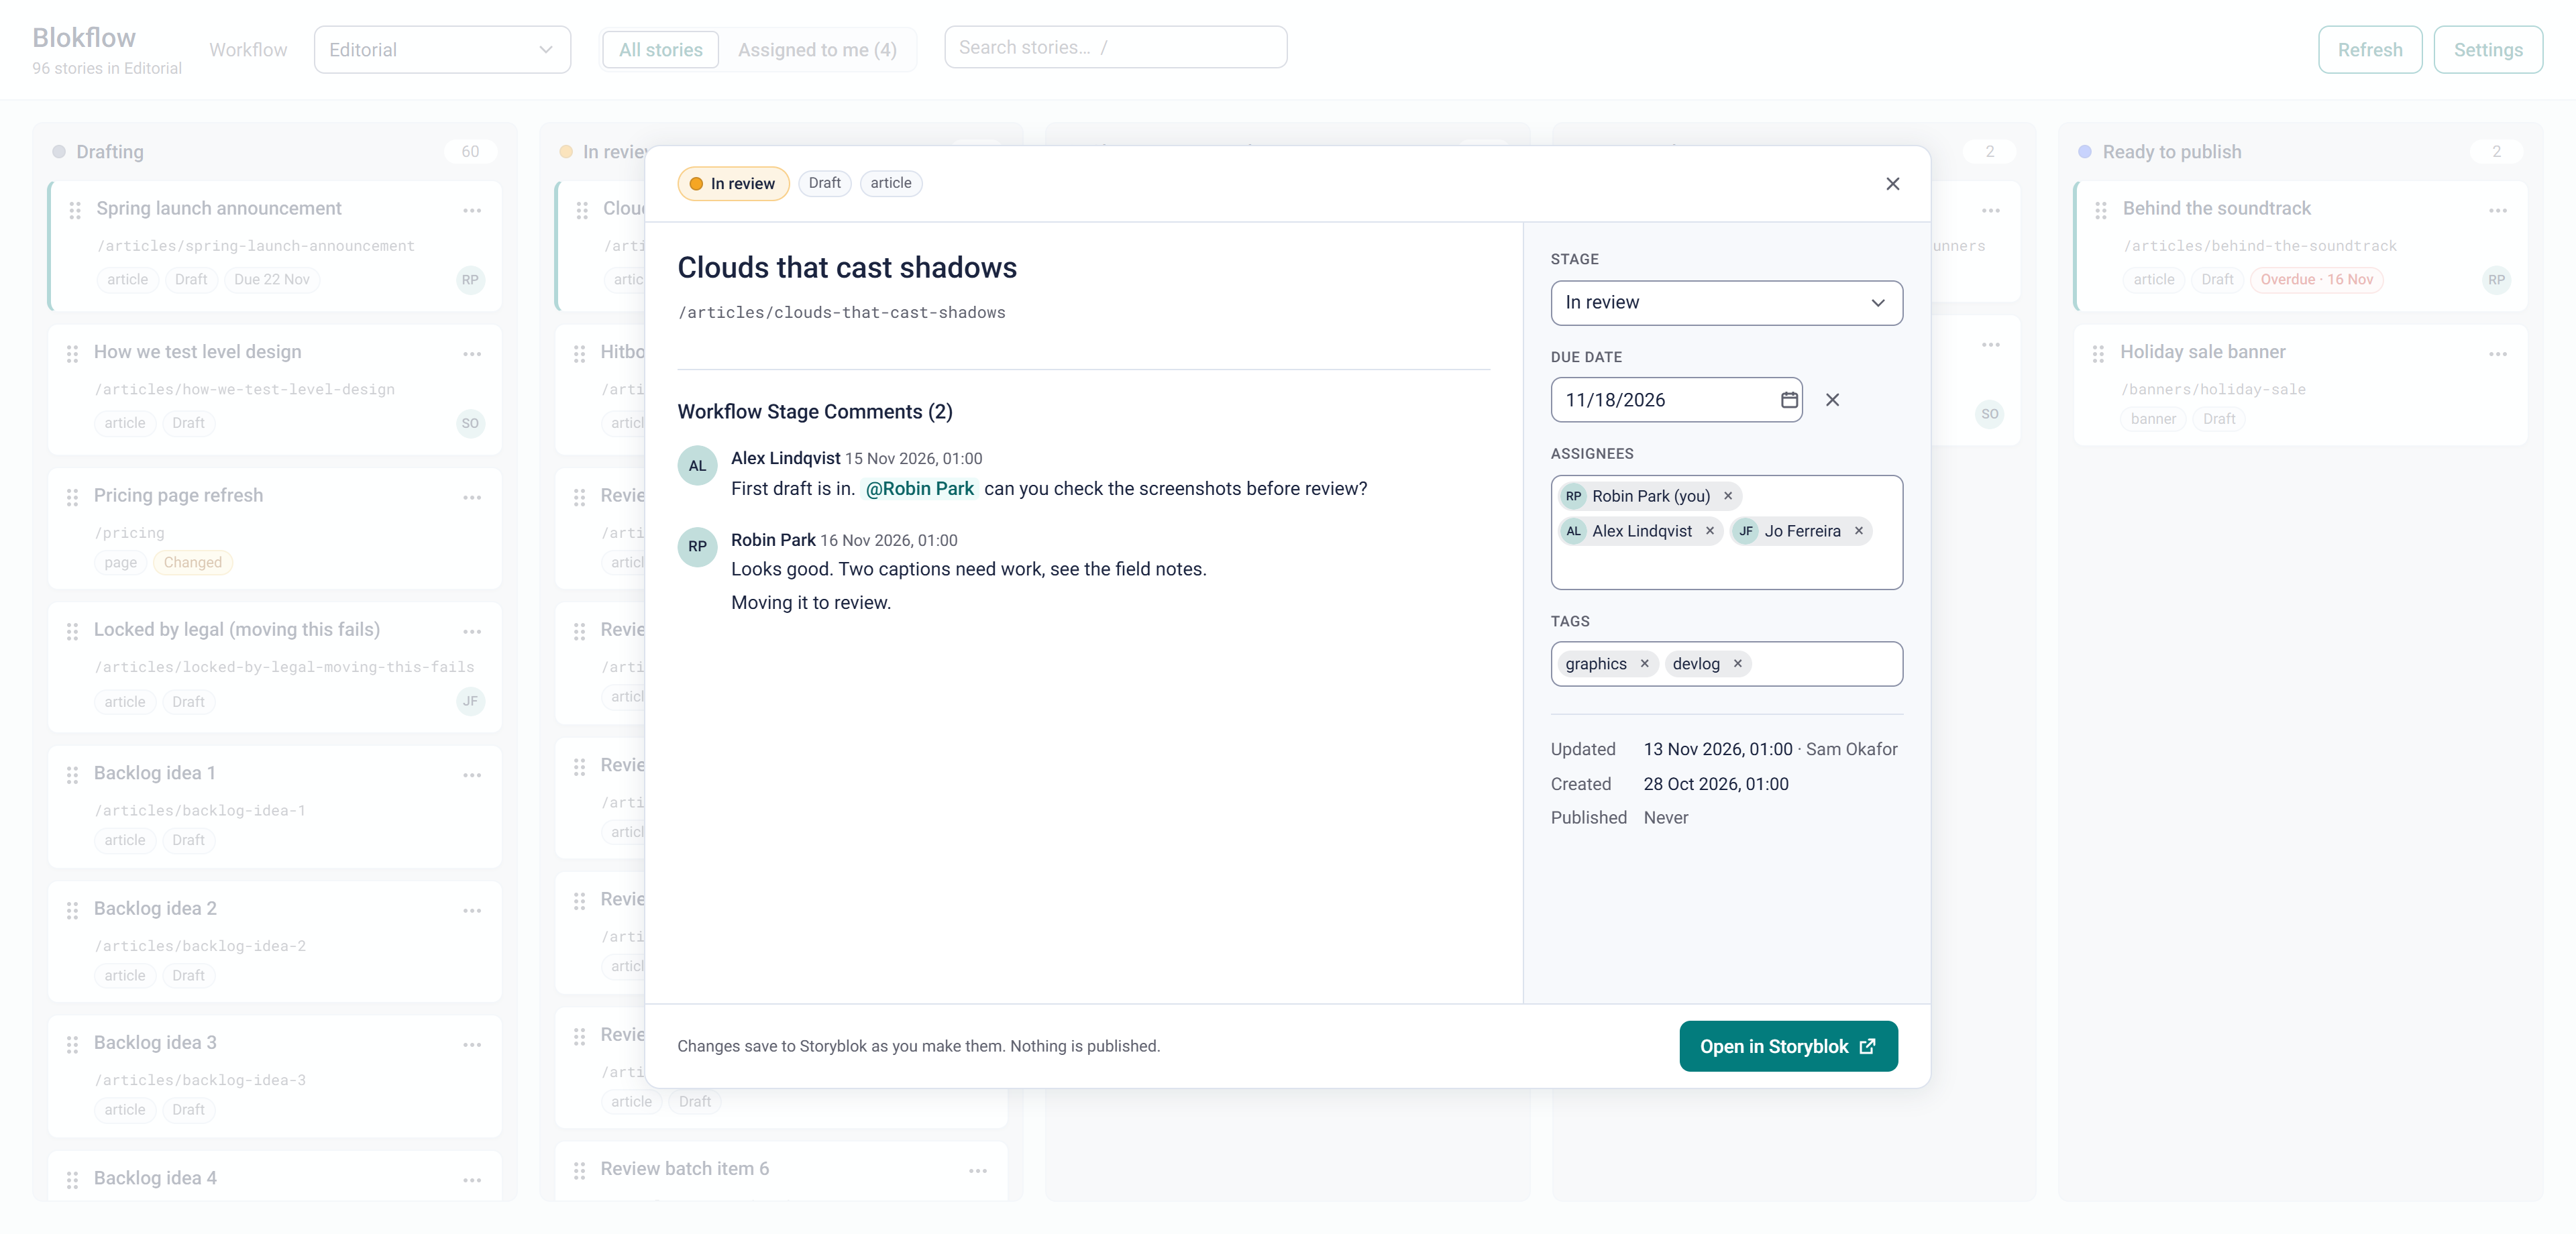 Blokflow
96 stories in Editorial
Workflow
Editorial
All stories
Assigned to me (4)
Search stories... /
Refresh
Settings
Drafting
60
Spring launch announcement
/articles/spring-launch-announcement
article
Draft
Due 22 Nov
RP
How we test level design
/articles/how-we-test-level-design
article
Draft
SO
Pricing page refresh
/pricing
page
Changed
Locked by legal (moving this fails)
/articles/locked-by-legal-moving-this-fails
article
Draft
JF
Backlog idea 1
/articles/backlog-idea-1
article
Draft
Backlog idea 2
/articles/backlog-idea-2
article
Draft
Backlog idea 3
/articles/backlog-idea-3
article
Draft
Backlog idea 4
In review
article
Draft
Review batch item 6
In review
Draft
article
Clouds that cast shadows
/articles/clouds-that-cast-shadows
Workflow Stage Comments (2)
AL
Alex Lindqvist 15 Nov 2026, 01:00
First draft is in. @Robin Park can you check the screenshots before review?
RP
Robin Park 16 Nov 2026, 01:00
Looks good. Two captions need work, see the field notes.
Moving it to review.
STAGE
In review
DUE DATE
11/18/2026
ASSIGNEES
RP Robin Park (you) ×
AL Alex Lindqvist × JF Jo Ferreira ×
TAGS
graphics × devlog ×
Updated 13 Nov 2026, 01:00 · Sam Okafor
Created 28 Oct 2026, 01:00
Published Never
Changes save to Storyblok as you make them. Nothing is published.
Open in Storyblok
2
SO
Ready to publish
2
Behind the soundtrack
/articles/behind-the-soundtrack
article
Draft
Overdue · 16 Nov
RP
Holiday sale banner
/banners/holiday-sale
banner
Draft